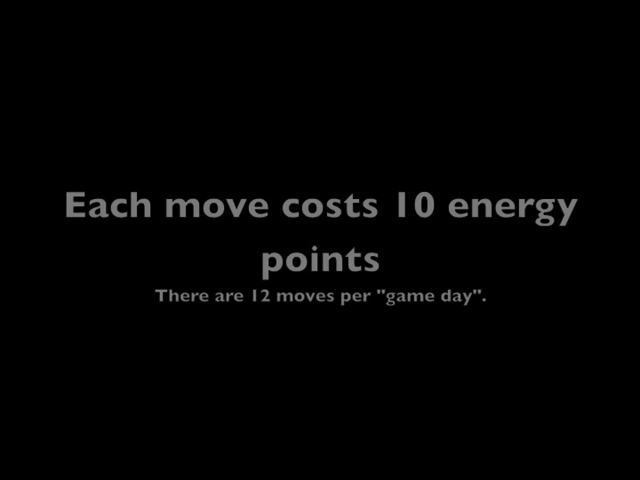 Each move costs 10 energy
points
There are 12 moves per "game day".